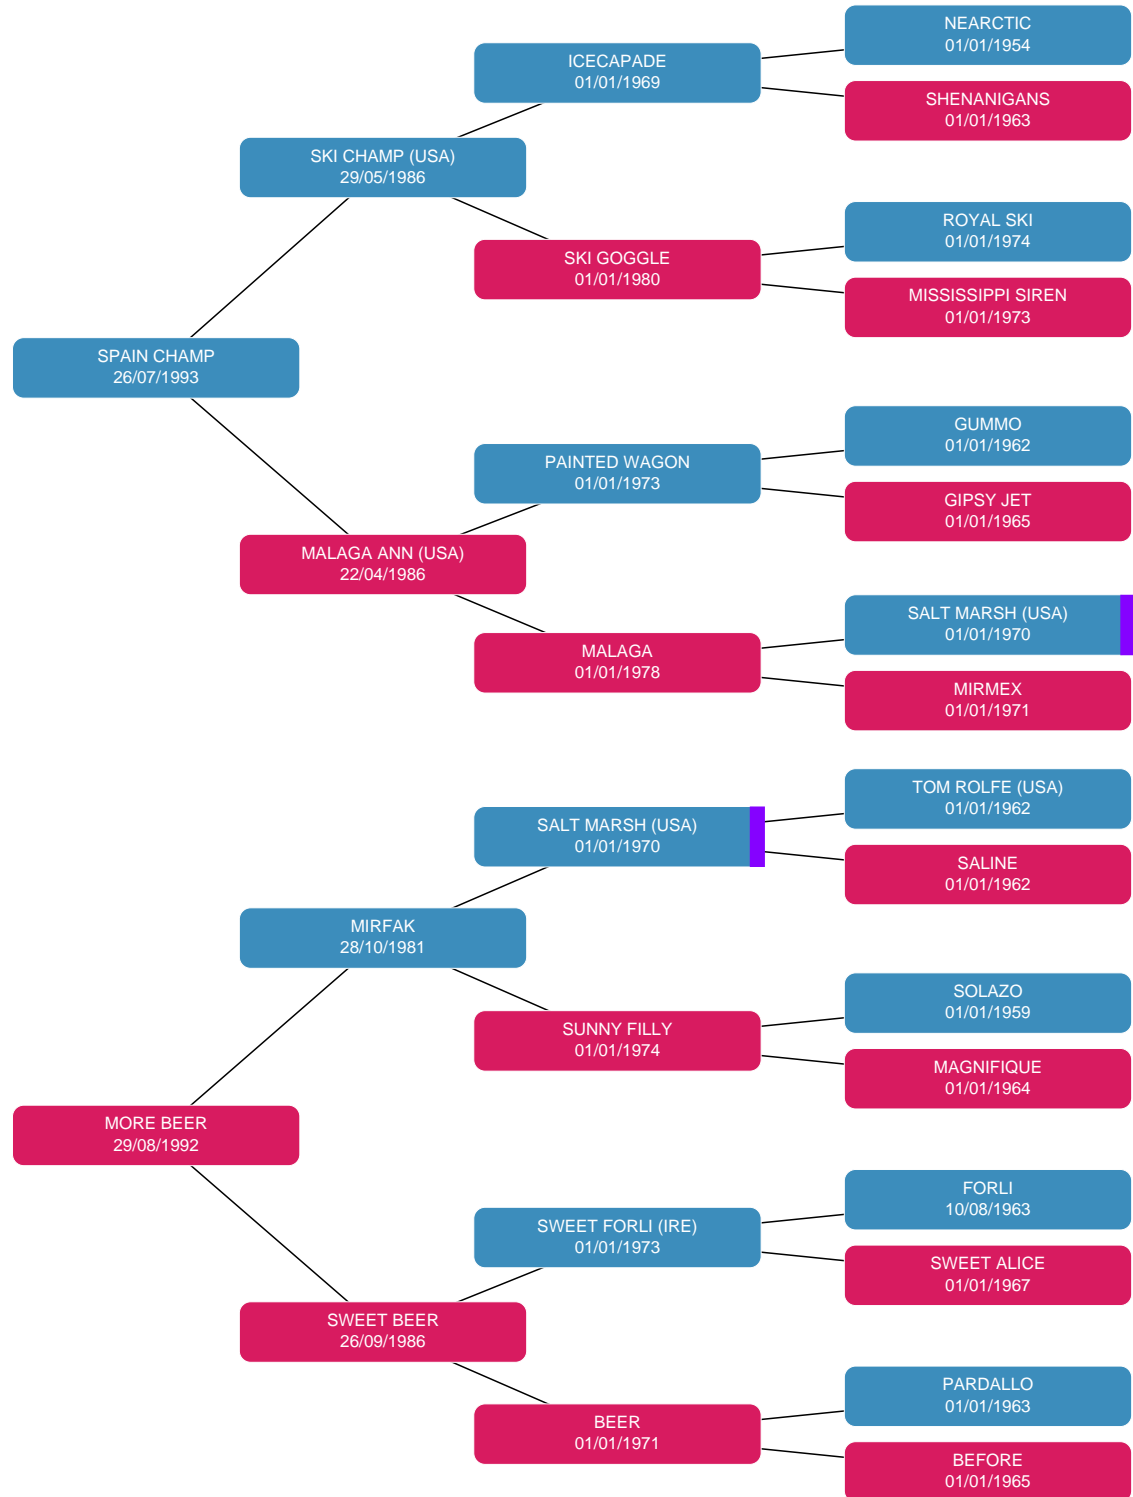 NEARCTIC
01/01/1954
ICECAPADE
01/01/1969
SHENANIGANS
01/01/1963
SKI CHAMP (USA)
29/05/1986
ROYAL SKI
01/01/1974
SKI GOGGLE
01/01/1980
MISSISSIPPI SIREN
01/01/1973
SPAIN CHAMP
26/07/1993
GUMMO
01/01/1962
PAINTED WAGON
01/01/1973
GIPSY JET
01/01/1965
MALAGA ANN (USA)
22/04/1986
SALT MARSH (USA)
01/01/1970
MALAGA
01/01/1978
MIRMEX
01/01/1971
TOM ROLFE (USA)
01/01/1962
SALT MARSH (USA)
01/01/1970
SALINE
01/01/1962
MIRFAK
28/10/1981
SOLAZO
01/01/1959
SUNNY FILLY
01/01/1974
MAGNIFIQUE
01/01/1964
MORE BEER
29/08/1992
FORLI
10/08/1963
SWEET FORLI (IRE)
01/01/1973
SWEET ALICE
01/01/1967
SWEET BEER
26/09/1986
PARDALLO
01/01/1963
BEER
01/01/1971
BEFORE
01/01/1965